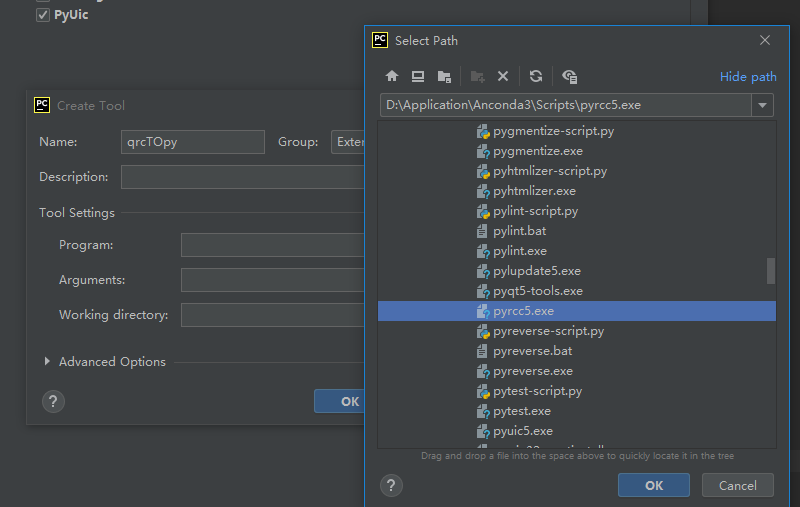 PyUic
PC
Select Path
Hide path
D:\Application\Anconda3\Scripts\pyrcc5.exe
pygmentize-script.py
pygmentize.exe
pyhtmlizer-script.py
pyhtmlizer.exe
pylint-script.py
pylint.bat
pylint.exe
pylupdate5.exe
pyqt5-tools.exe
pyrcc5.exe
pyreverse-script.py
pyreverse.bat
pyreverse.exe
pytest-script.py
pytest.exe
pyuic5.exe
Drag and drop a file into the space above to quickly locate it in the tree
?
OK
Cancel
PC
Create Tool
Name:
qrcTOpy
Group:
Exter
Description:
Tool Settings
Program:
Arguments:
Working directory:
Advanced Options
?
OK